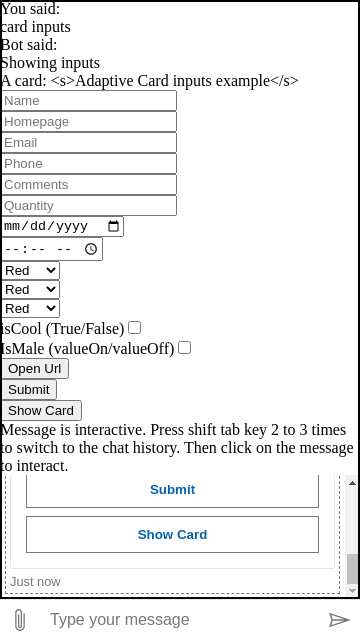 You said:
card inputs
Bot said:
Showing inputs
A card: <s>Adaptive Card inputs example</s>
Name
Homepage
Email
Phone
Comments
Quantity
mm/dd/yyyy
--:-- --
Red
Red
Red
isCool (True/False)
IsMale (valueOn/valueOff)
Open Url
Submit
Show Card
Message is interactive. Press shift tab key 2 to 3 times
to switch to the chat history. Then click on the message
to interact.
Submit
Show Card
Just now
Type your message